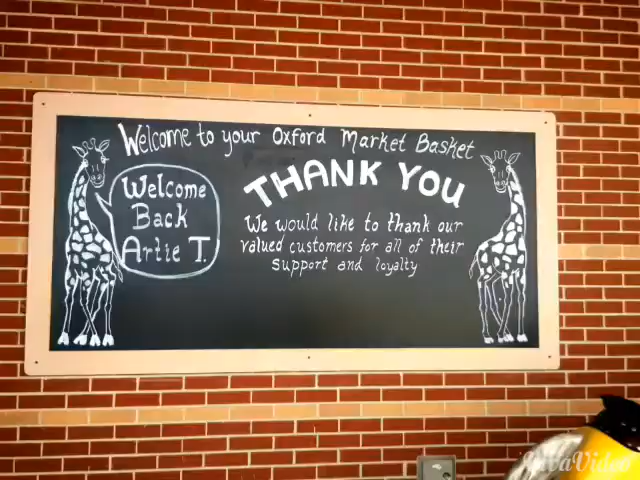 Welcome to your Oxford Market Basket
THANK YOU
We would like to thank our
valued customers for all of their
support and loyalty
Welcome
Back
Artie T.
VivaVideo